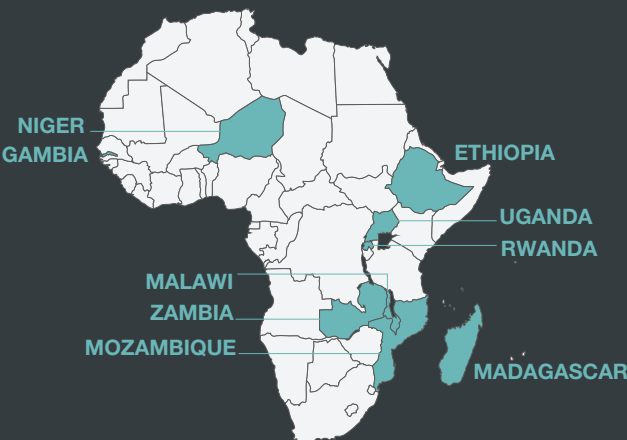 NIGER
GAMBIA
ETHIOPIA
UGANDA
RWANDA
MALAWI
ZAMBIA
MOZAMBIQUE
MADAGASCAR